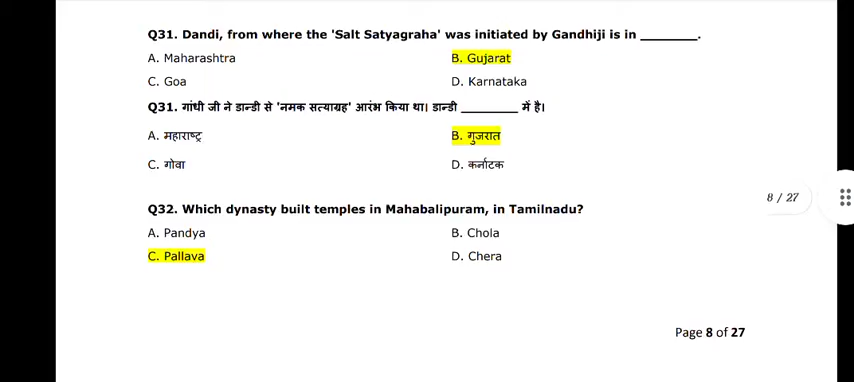 Q31. Dandi, from where the 'Salt Satyagraha' was initiated by Gandhiji is in ________.
A. Maharashtra B. Gujarat
C. Goa D. Karnataka
Q31. गांधी जी ने डान्डी से 'नमक सत्याग्रह' आरंभ किया था। डान्डी ________ में है।
A. महाराष्ट्र B. गुजरात
C. गोवा D. कर्नाटक
8 / 27
Q32. Which dynasty built temples in Mahabalipuram, in Tamilnadu?
A. Pandya B. Chola
C. Pallava D. Chera
Page 8 of 27